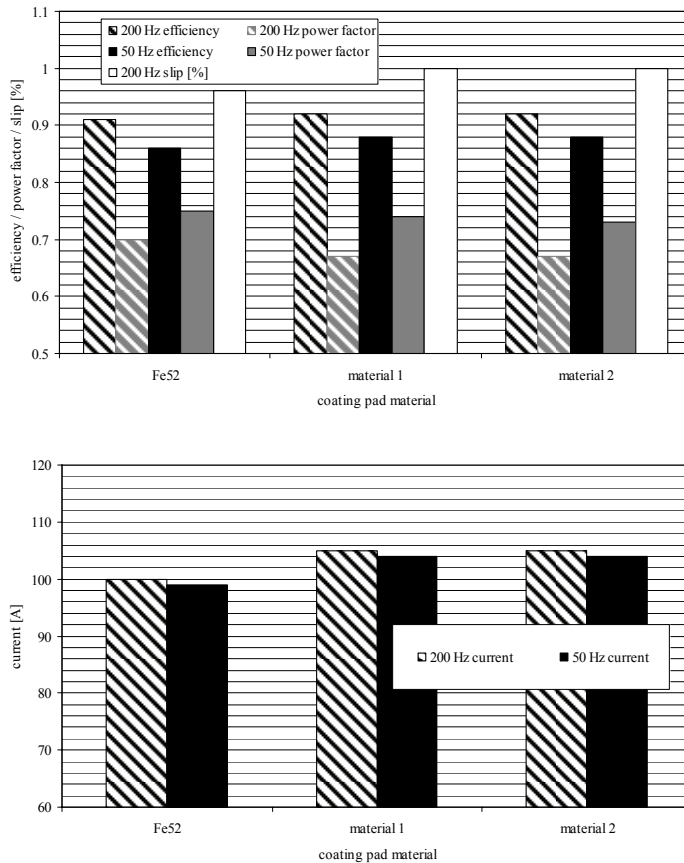 1.1
200 Hz efficiency 200 Hz power factor
50 Hz efficiency 50 Hz power factor
200 Hz slip [%]
1
0.9
0.8
0.7
0.6
0.5
efficiency / power factor / slip [%]
Fe52 material 1 material 2
coating pad material
120
110
100
90
80
70
60
current [A]
200 Hz current 50 Hz current
Fe52 material 1 material 2
coating pad material